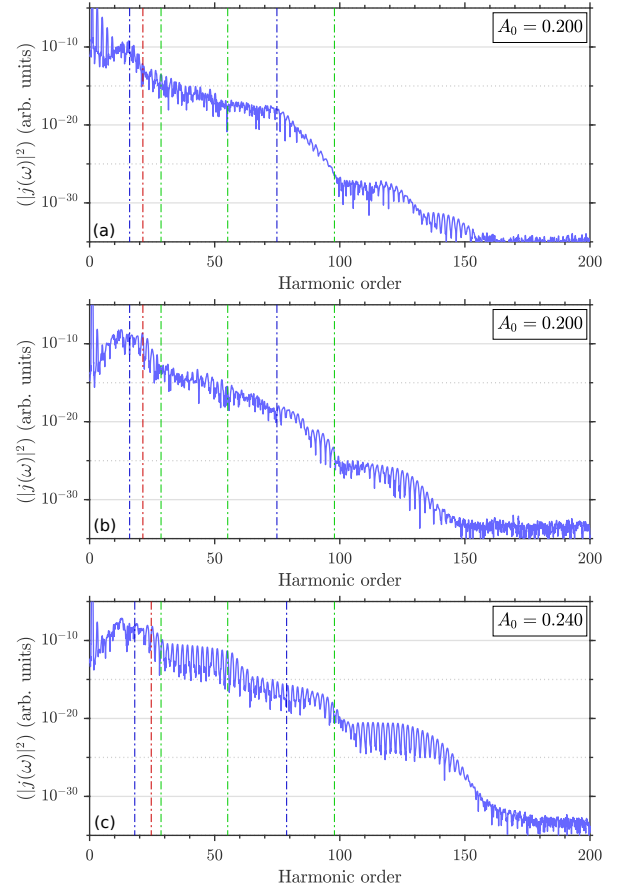 A₀ = 0.200
10⁻¹⁰
10⁻²⁰
10⁻³⁰
(|j(ω)|²) (arb. units)
(a)
0 50 100 150 200
Harmonic order
A₀ = 0.200
10⁻¹⁰
10⁻²⁰
10⁻³⁰
(|j(ω)|²) (arb. units)
(b)
0 50 100 150 200
Harmonic order
A₀ = 0.240
10⁻¹⁰
10⁻²⁰
10⁻³⁰
(|j(ω)|²) (arb. units)
(c)
0 50 100 150 200
Harmonic order